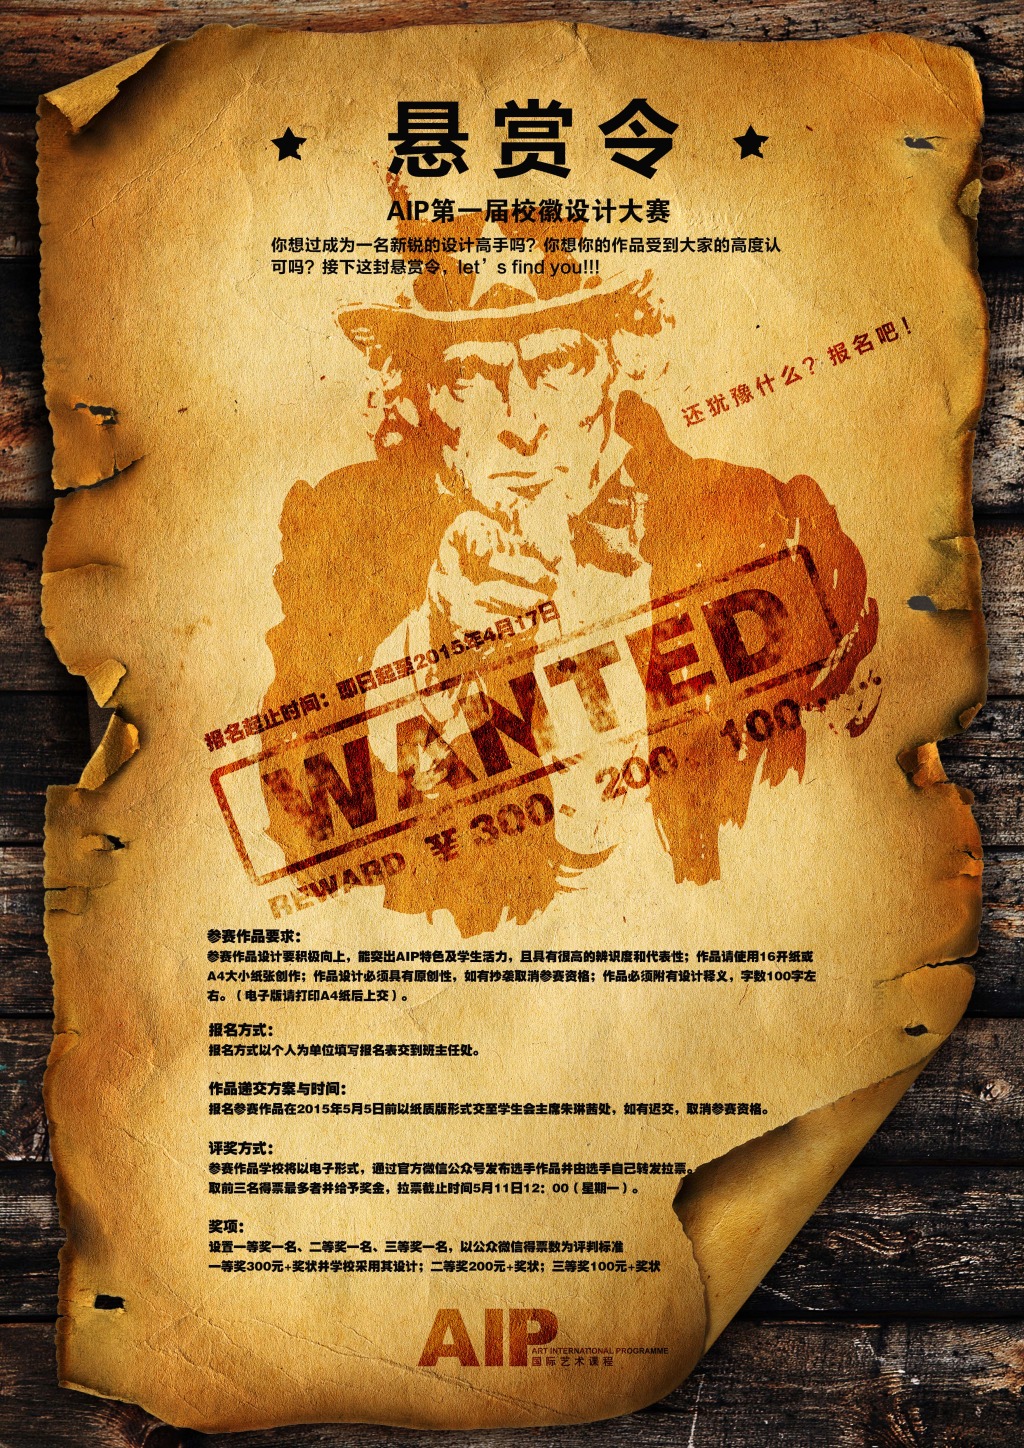 悬赏令
AIP第一届校徽设计大赛
你想过成为一名新锐的设计高手吗？你想你的作品受到大家的高度认
可吗？接下这封悬赏令，let’s find you!!!
还犹豫什么？报名吧！
报名起止时间：即日起至2015年4月17日
WANTED
REWARD ￥300、200、100……
参赛作品要求：
参赛作品设计要积极向上，能突出AIP特色及学生活力，且具有很高的辨识度和代表性；作品请使用16开纸或
A4大小纸张创作；作品设计必须具有原创性，如有抄袭取消参赛资格；作品必须附有设计释义，字数100字左
右。（电子版请打印A4纸后上交）。
报名方式：
报名方式以个人为单位填写报名表交到班主任处。
作品递交方案与时间：
报名参赛作品在2015年5月5日前以纸质版形式交至学生会主席朱琳茜处，如有迟交，取消参赛资格。
评奖方式：
参赛作品学校将以电子形式，通过官方微信公众号发布选手作品并由选手自己转发拉票。
取前三名得票最多者并给予奖金，拉票截止时间5月11日12：00（星期一）。
奖项：
设置一等奖一名、二等奖一名、三等奖一名，以公众微信得票数为评判标准
一等奖300元+奖状并学校采用其设计；二等奖200元+奖状；三等奖100元+奖状
AIP
ART INTERNATIONAL PROGRAMME
国际艺术课程